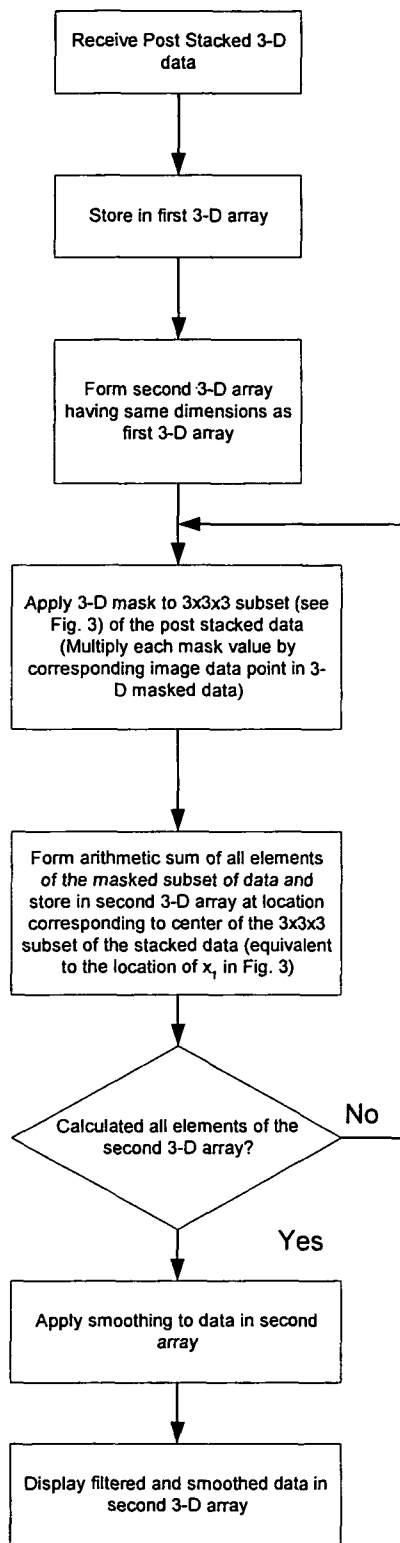 Receive Post Stacked 3-D
data
Store in first 3-D array
Form second 3-D array
having same dimensions as
first 3-D array
Apply 3-D mask to 3x3x3 subset (see
Fig. 3) of the post stacked data
(Multiply each mask value by
corresponding image data point in 3-
D masked data)
Form arithmetic sum of all elements
of the masked subset of data and
store in second 3-D array at location
corresponding to center of the 3x3x3
subset of the stacked data (equivalent
to the location of x₁ in Fig. 3)
Calculated all elements of the
second 3-D array?
No
Yes
Apply smoothing to data in second
array
Display filtered and smoothed data in
second 3-D array